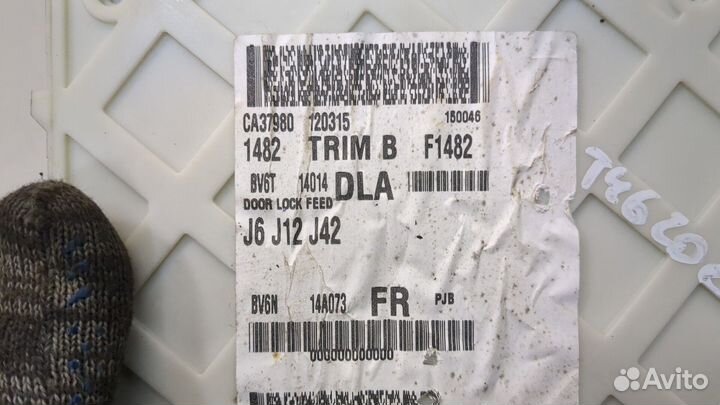 CA37980 120315 150046
1482 TRIM B F1482
BV6T 14014 DLA
DOOR LOCK FEED
J6 J12 J42
BV6N 14A073 FR PJB
000000000000
Avito